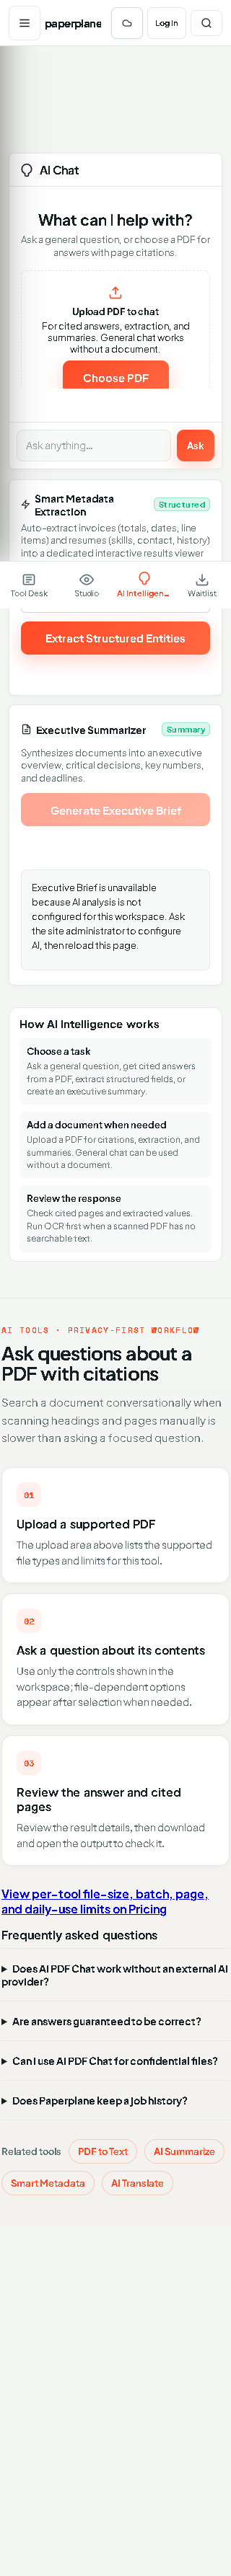 paperplane
Log in
AI Chat
What can I help with?
Ask a general question, or choose a PDF for
answers with page citations.
Upload PDF to chat
For cited answers, extraction, and
summaries. General chat works
without a document.
Choose PDF
Ask anything...
Ask
Smart Metadata
Extraction
Structured
Auto-extract invoices (totals, dates, line
items) and resumes (skills, contact, history)
into a dedicated interactive results viewer
Tool Desk
Studio
AI Intelligen...
Waitlist
Extract Structured Entities
Executive Summarizer
Summary
Synthesizes documents into an executive
overview, critical decisions, key numbers,
and deadlines.
Generate Executive Brief
Executive Brief is unavailable
because AI analysis is not
configured for this workspace. Ask
the site administrator to configure
AI, then reload this page.
How AI Intelligence works
Choose a task
Ask a general question, get cited answers
from a PDF, extract structured fields, or
create an executive summary.
Add a document when needed
Upload a PDF for citations, extraction, and
summaries. General chat can be used
without a document.
Review the response
Check cited pages and extracted values.
Run OCR first when a scanned PDF has no
searchable text.
AI TOOLS · PRIVACY-FIRST WORKFLOW
Ask questions about a
PDF with citations
Search a document conversationally when
scanning headings and pages manually is
slower than asking a focused question.
01
Upload a supported PDF
The upload area above lists the supported
file types and limits for this tool.
02
Ask a question about its contents
Use only the controls shown in the
workspace; file-dependent options
appear after selection when needed.
03
Review the answer and cited
pages
Review the result details, then download
and open the output to check it.
View per-tool file-size, batch, page,
and daily-use limits on Pricing
Frequently asked questions
Does AI PDF Chat work without an external AI
provider?
Are answers guaranteed to be correct?
Can I use AI PDF Chat for confidential files?
Does Paperplane keep a job history?
Related tools
PDF to Text
AI Summarize
Smart Metadata
AI Translate